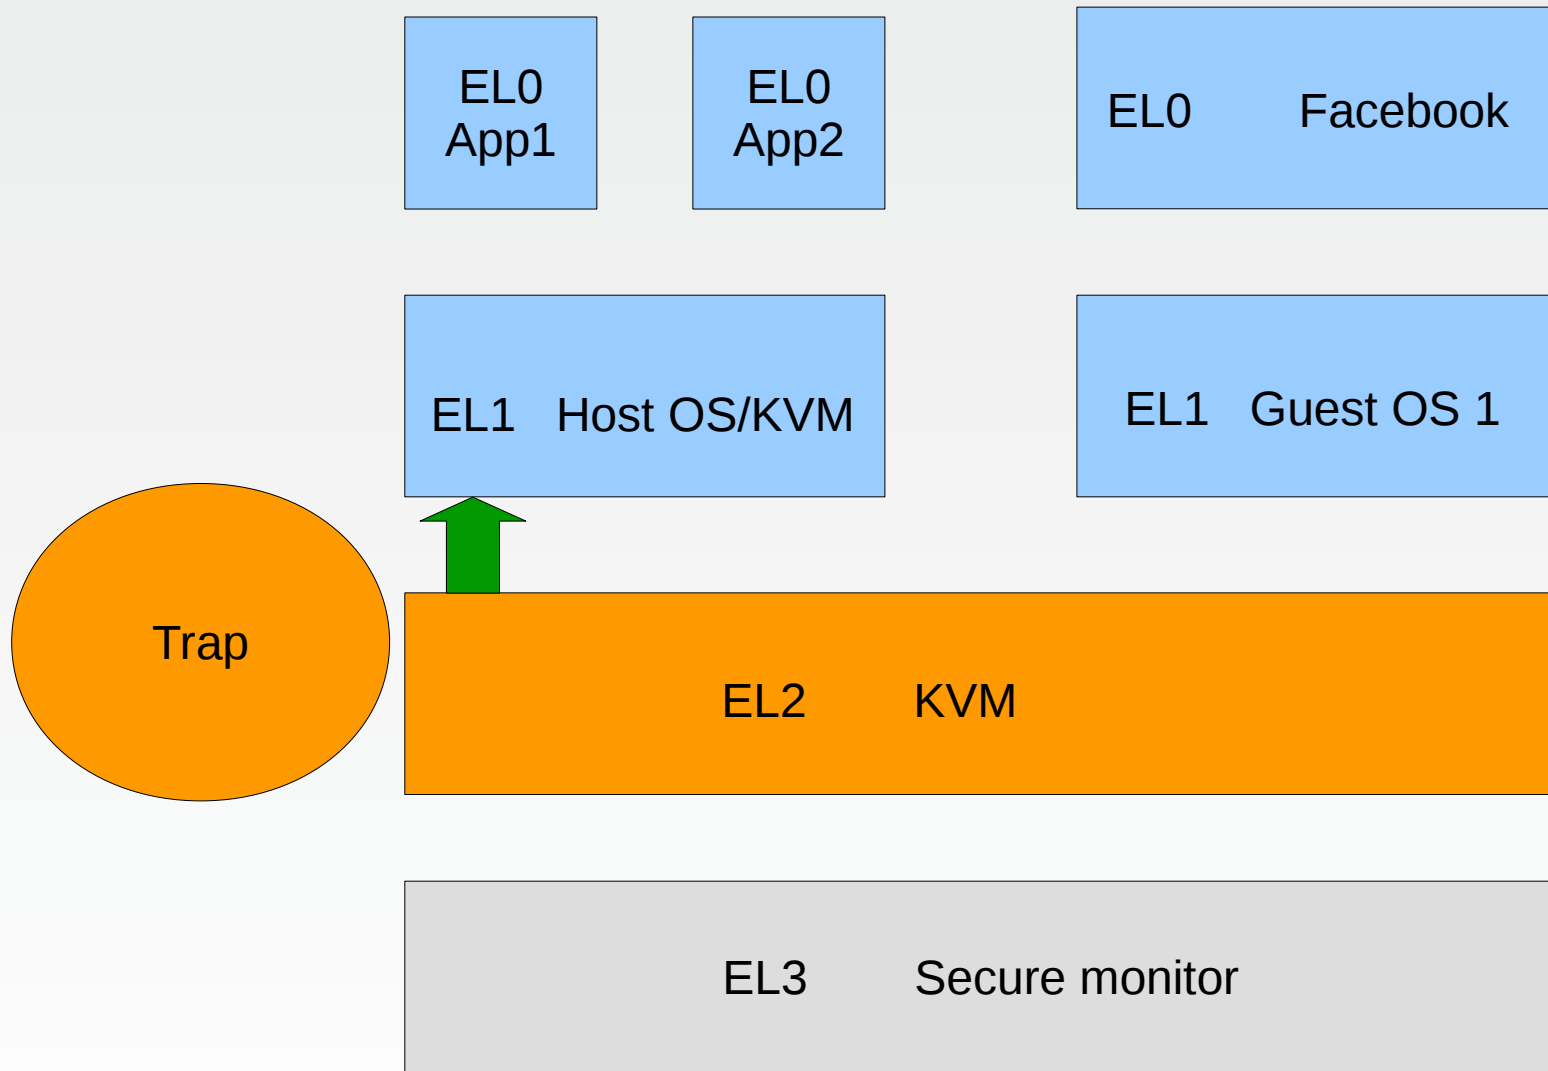 EL0
App1
EL0
App2
EL0 Facebook
EL1 Host OS/KVM
EL1 Guest OS 1
Trap
EL2 KVM
EL3 Secure monitor